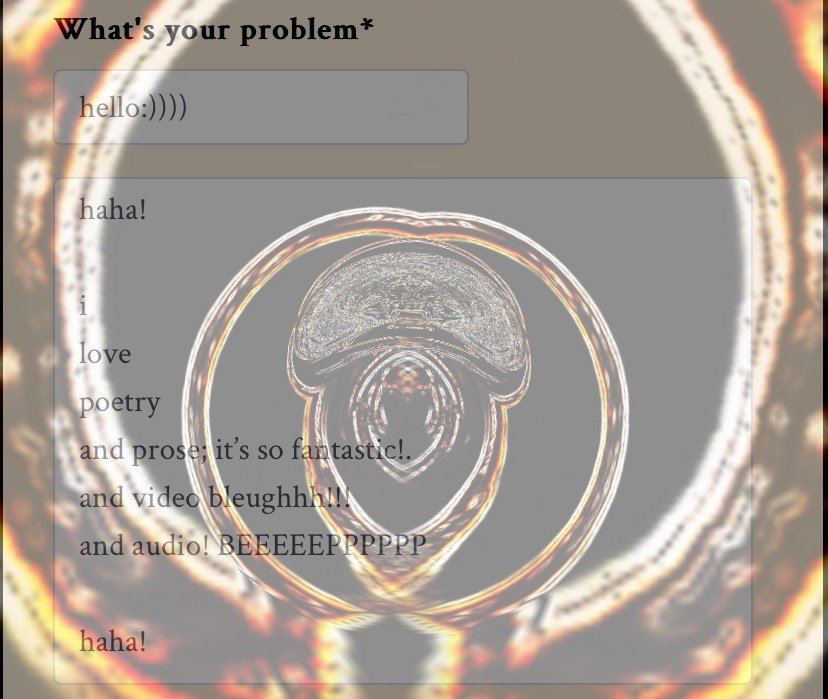 What's your problem*
hello:))))
haha!
i
love
poetry
and prose; it’s so fantastic!.
and video bleughhh!!!
and audio! BEEEEEPPPPPP
haha!